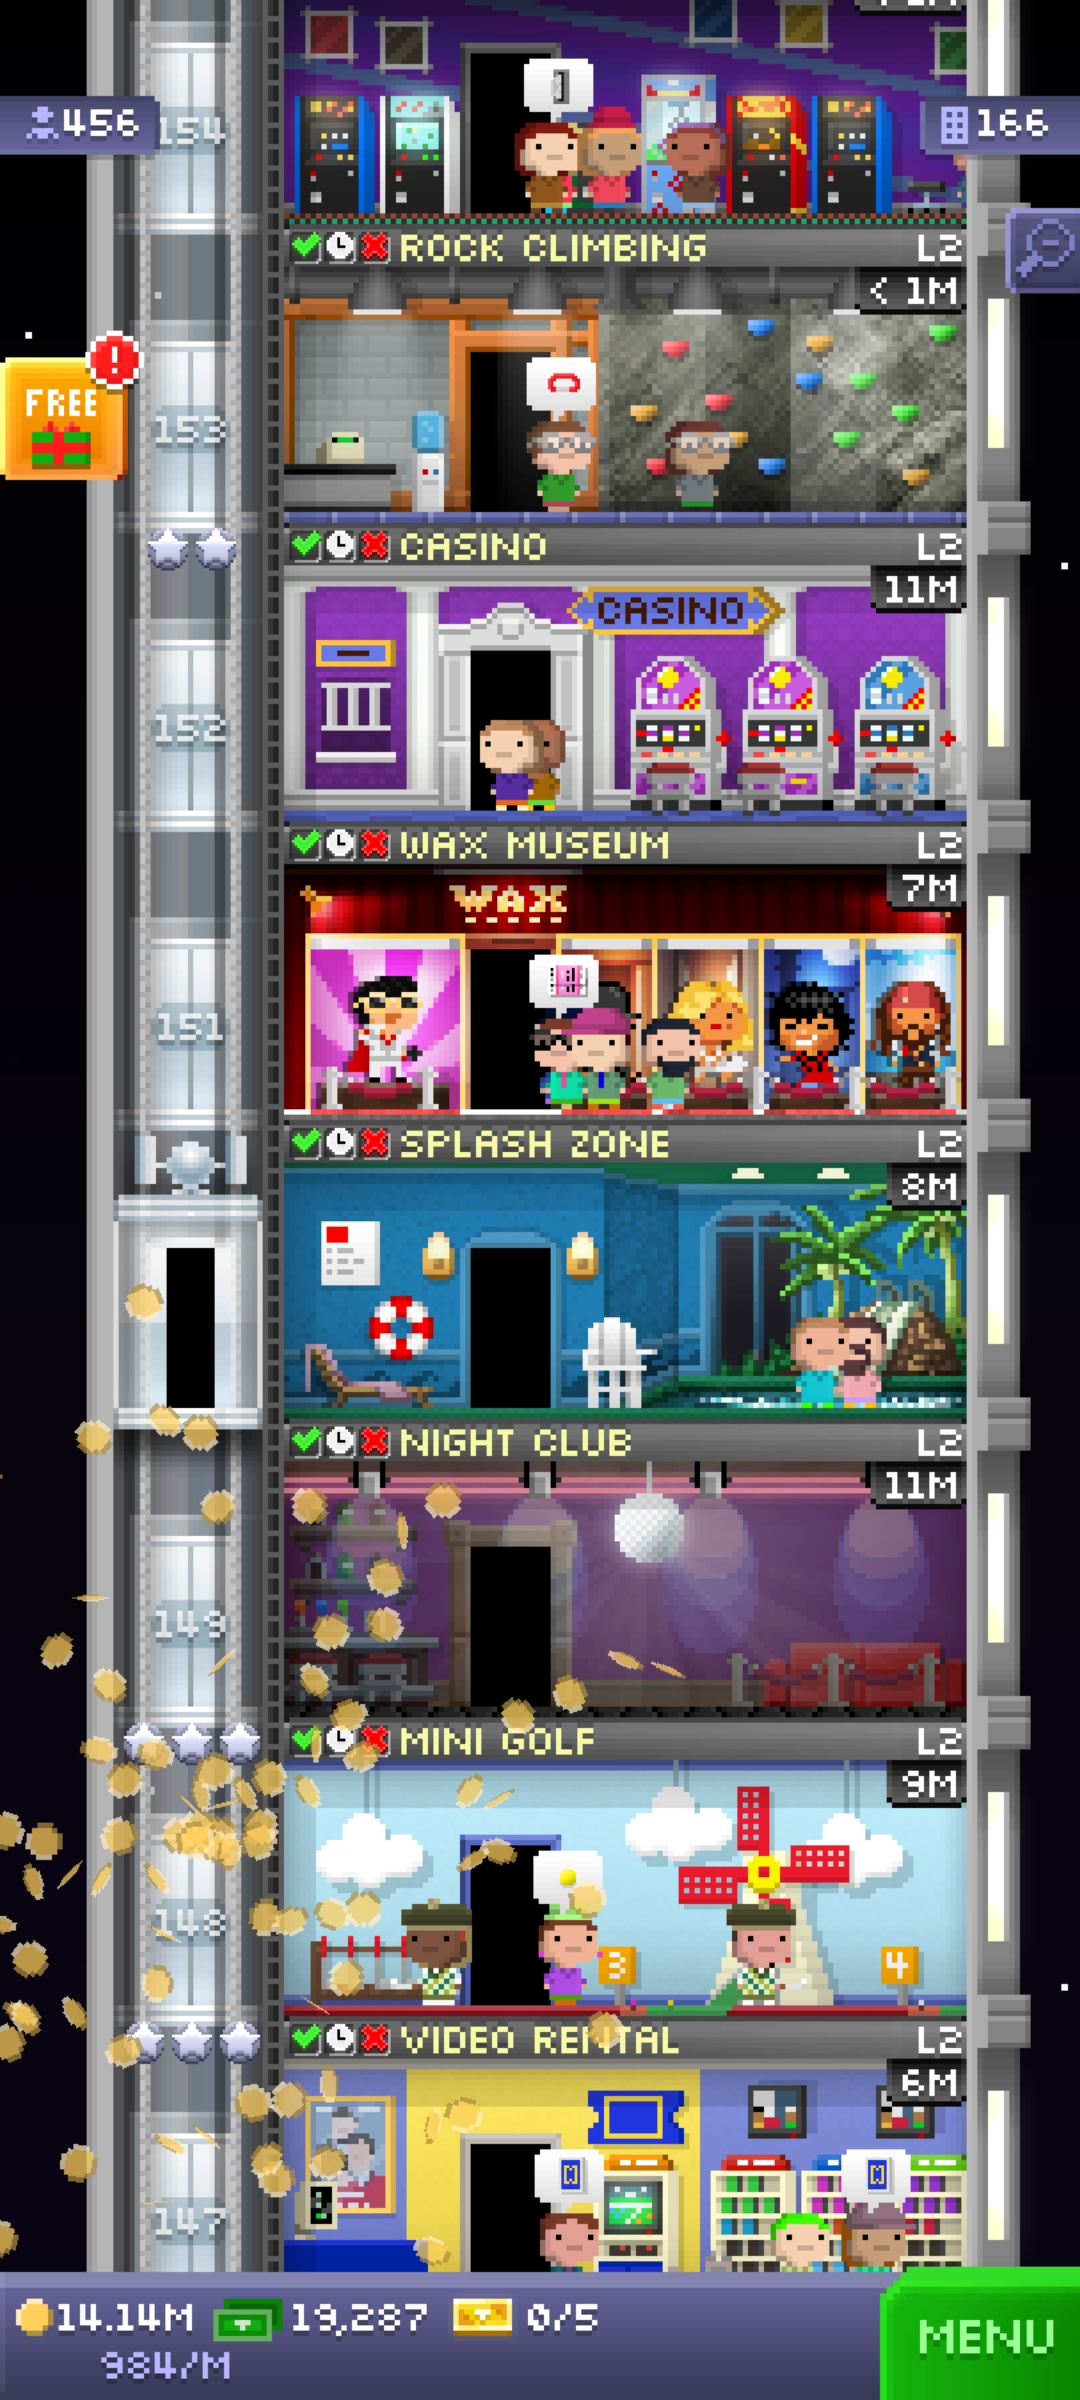 456
154
166
ROCK CLIMBING L2
< 1M
FREE
!
153
CASINO L2
11M
CASINO
152
WAX MUSEUM L2
7M
WAX
151
SPLASH ZONE L2
8M
NIGHT CLUB L2
11M
149
MINI GOLF L2
9M
148
3
4
VIDEO RENTAL L2
6M
147
14.14M 19,287 0/5
984/M
MENU